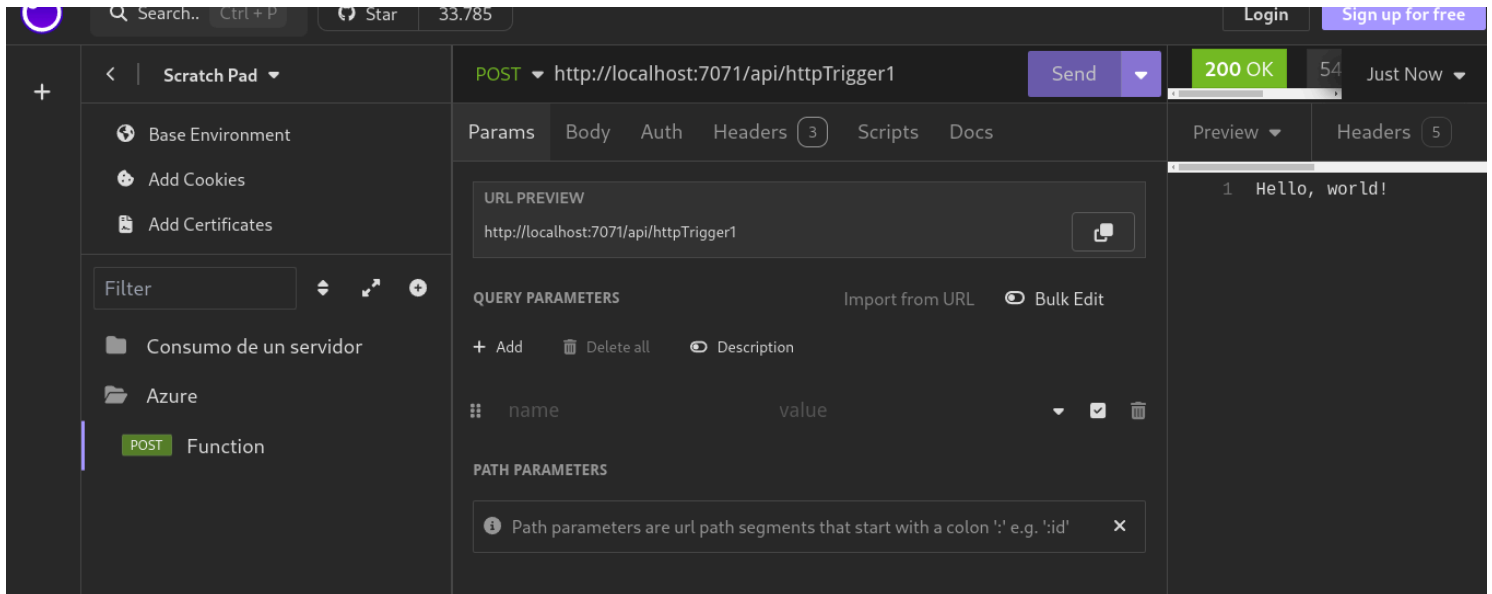 Search.. Ctrl + P Star 33.785 Login Sign up for free
Scratch Pad
Base Environment
Add Cookies
Add Certificates
Filter
Consumo de un servidor
Azure
POST Function
POST http://localhost:7071/api/httpTrigger1 Send
Params Body Auth Headers 3 Scripts Docs
URL PREVIEW
http://localhost:7071/api/httpTrigger1
QUERY PARAMETERS Import from URL Bulk Edit
+ Add Delete all Description
name value
PATH PARAMETERS
Path parameters are url path segments that start with a colon ':' e.g. ':id'
200 OK 54 Just Now
Preview Headers 5
1 Hello, world!